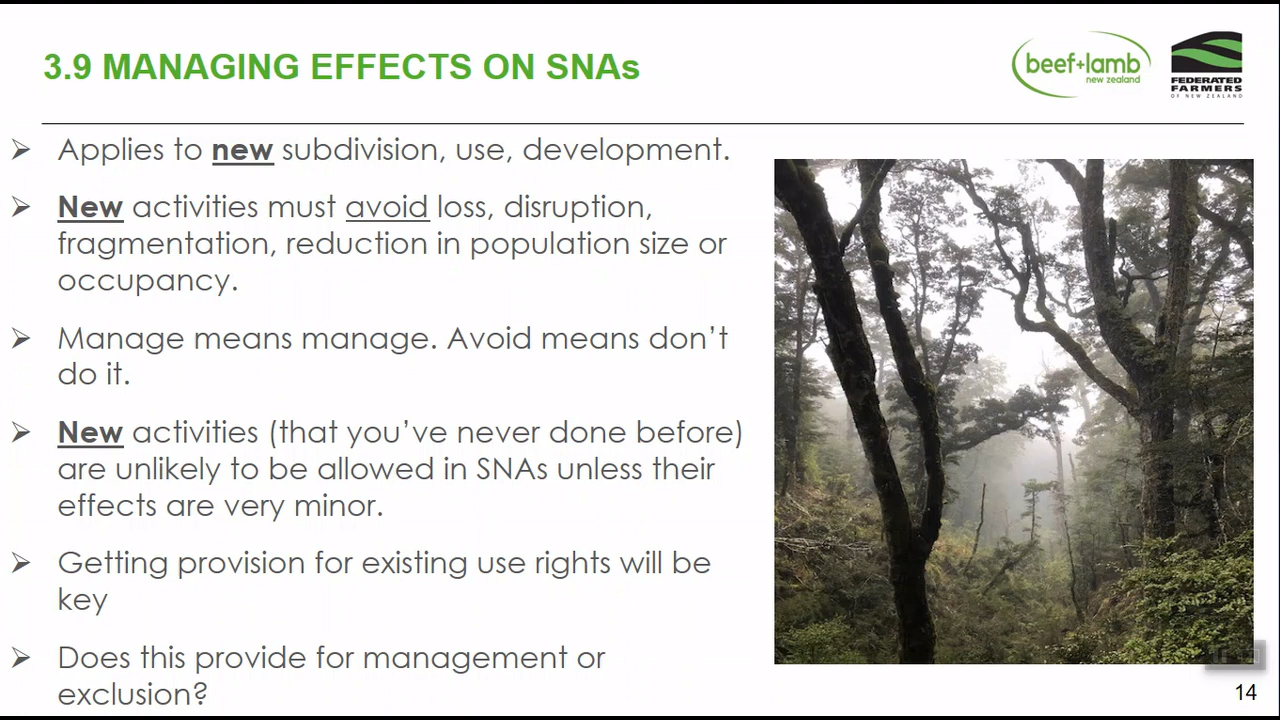 3.9 MANAGING EFFECTS ON SNAs
beef+lamb
new zealand
FEDERATED
FARMERS
OF NEW ZEALAND
➢ Applies to new subdivision, use, development.
➢ New activities must avoid loss, disruption,
fragmentation, reduction in population size or
occupancy.
➢ Manage means manage. Avoid means don't
do it.
➢ New activities (that you've never done before)
are unlikely to be allowed in SNAs unless their
effects are very minor.
➢ Getting provision for existing use rights will be
key
➢ Does this provide for management or
exclusion?
14